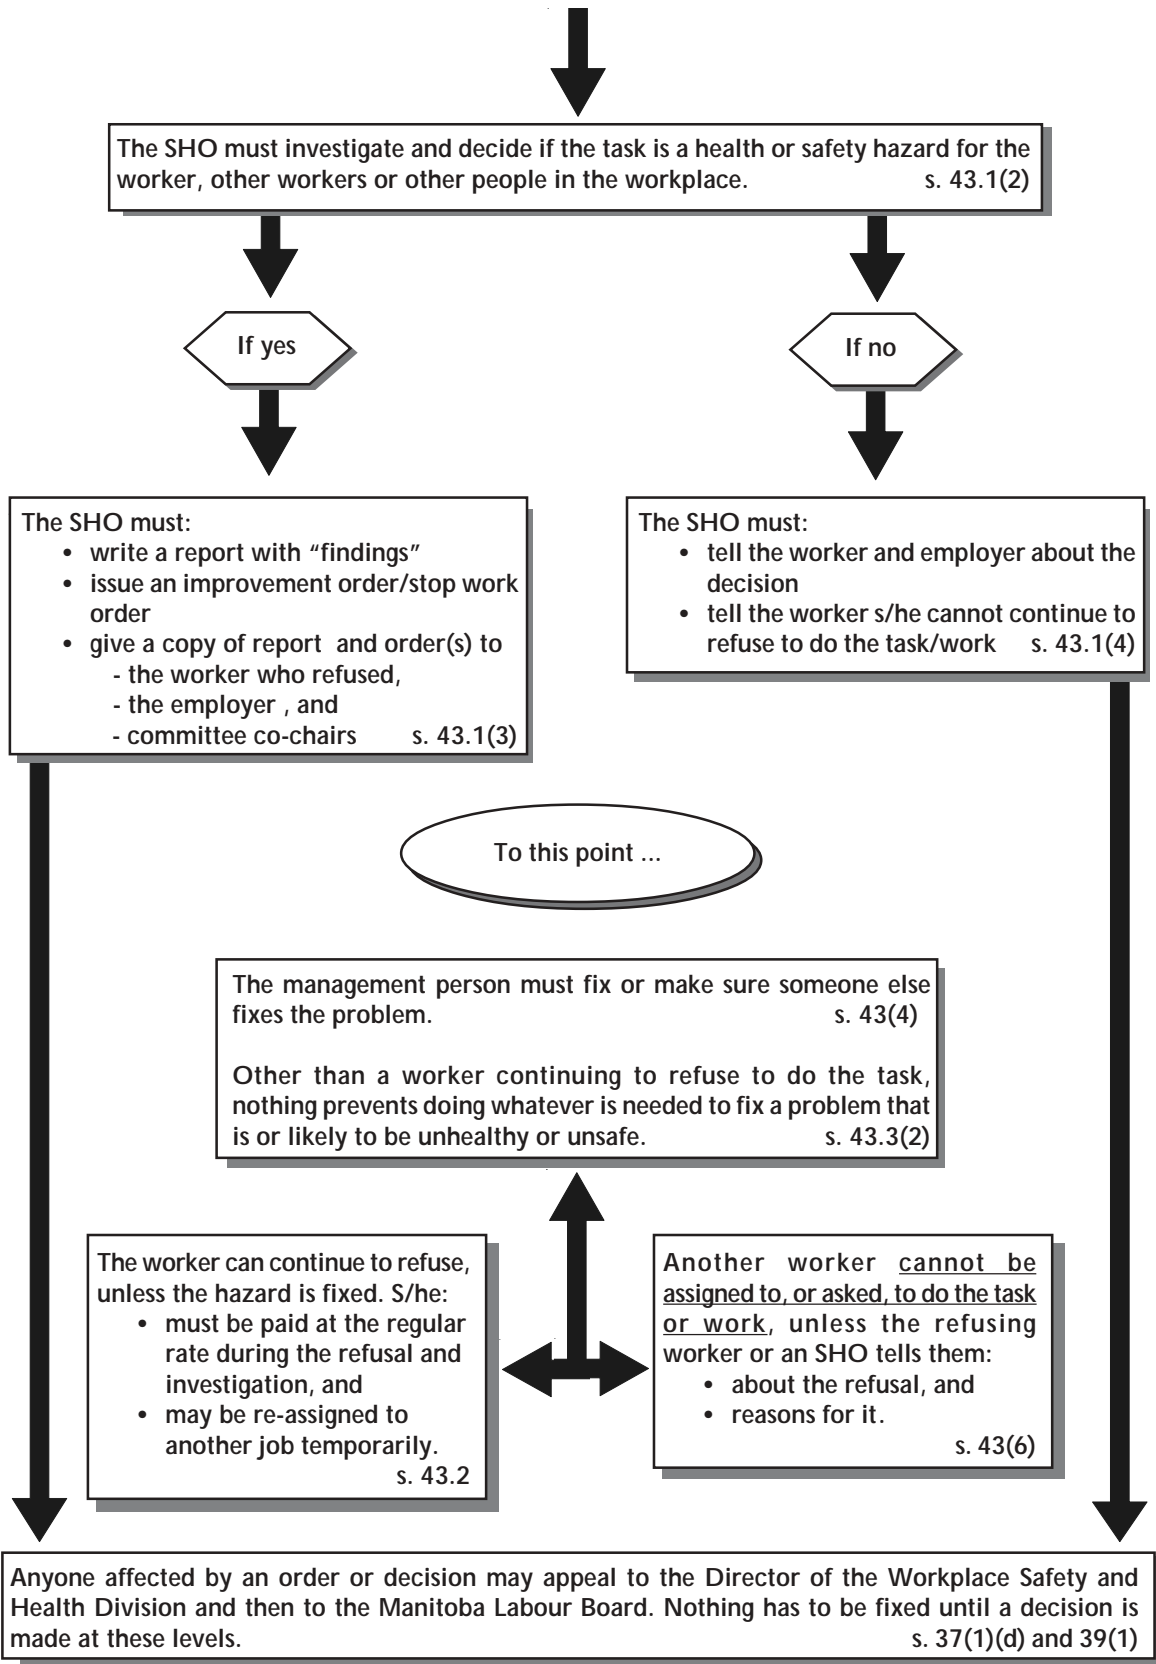 The SHO must investigate and decide if the task is a health or safety hazard for the
worker, other workers or other people in the workplace. s. 43.1(2)
If yes
If no
The SHO must:
• write a report with “findings”
• issue an improvement order/stop work
order
• give a copy of report and order(s) to
- the worker who refused,
- the employer , and
- committee co-chairs s. 43.1(3)
The SHO must:
• tell the worker and employer about the
decision
• tell the worker s/he cannot continue to
refuse to do the task/work s. 43.1(4)
To this point ...
The management person must fix or make sure someone else
fixes the problem. s. 43(4)
Other than a worker continuing to refuse to do the task,
nothing prevents doing whatever is needed to fix a problem that
is or likely to be unhealthy or unsafe. s. 43.3(2)
The worker can continue to refuse,
unless the hazard is fixed. S/he:
• must be paid at the regular
rate during the refusal and
investigation, and
• may be re-assigned to
another job temporarily.
s. 43.2
Another worker cannot be
assigned to, or asked, to do the task
or work, unless the refusing
worker or an SHO tells them:
• about the refusal, and
• reasons for it.
s. 43(6)
Anyone affected by an order or decision may appeal to the Director of the Workplace Safety and
Health Division and then to the Manitoba Labour Board. Nothing has to be fixed until a decision is
made at these levels. s. 37(1)(d) and 39(1)